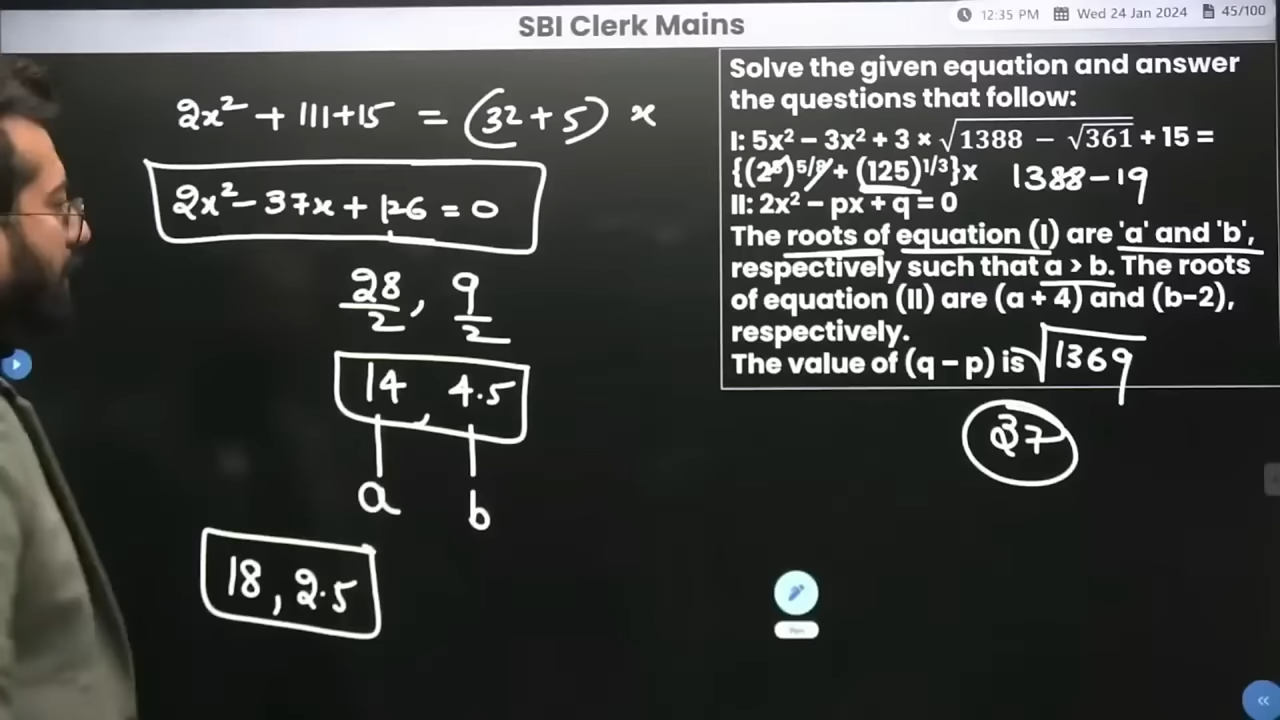 SBI Clerk Mains
12:35 PM Wed 24 Jan 2024 45/100
2x² + 111+15 = (32+5) x
2x² - 37x + 126 = 0
28/2, 9/2
14, 4.5
a b
18, 2.5
Solve the given equation and answer
the questions that follow:
I: 5x² – 3x² + 3 × √1388 – √361 + 15 =
{(2⁸)⁵/⁸ + (125)¹/³}x 1388-19
II: 2x² – px + q = 0
The roots of equation (I) are 'a' and 'b',
respectively such that a > b. The roots
of equation (II) are (a + 4) and (b–2),
respectively.
The value of (q – p) is √1369
37